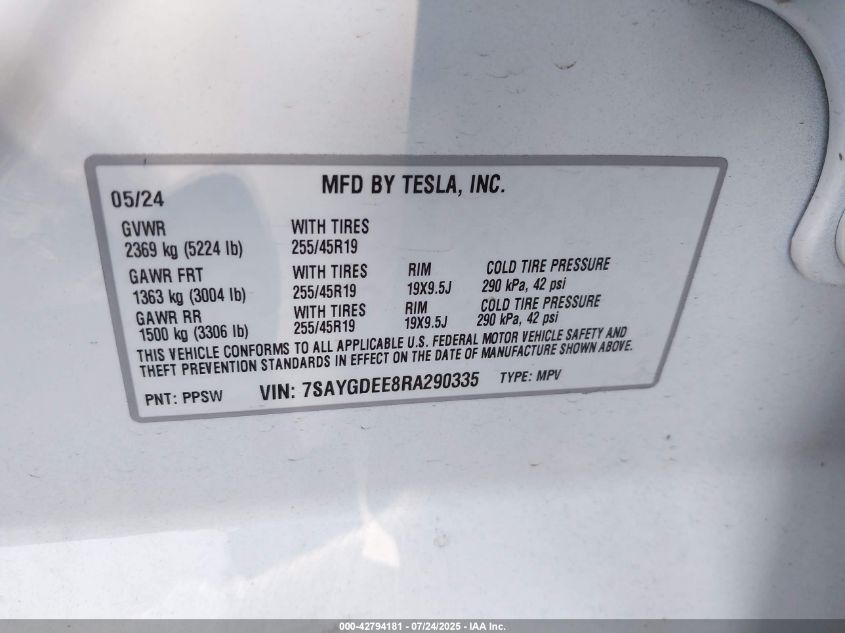 MFD BY TESLA, INC.
05/24
GVWR WITH TIRES
2369 kg (5224 lb) 255/45R19
GAWR FRT WITH TIRES RIM COLD TIRE PRESSURE
1363 kg (3004 lb) 255/45R19 19X9.5J 290 kPa, 42 psi
GAWR RR WITH TIRES RIM COLD TIRE PRESSURE
1500 kg (3306 lb) 255/45R19 19X9.5J 290 kPa, 42 psi
THIS VEHICLE CONFORMS TO ALL APPLICABLE U.S. FEDERAL MOTOR VEHICLE SAFETY AND
THEFT PREVENTION STANDARDS IN EFFECT ON THE DATE OF MANUFACTURE SHOWN ABOVE.
PNT: PPSW VIN: 7SAYGDEE8RA290335 TYPE: MPV
000-42794181 - 07/24/2025 - IAA Inc.